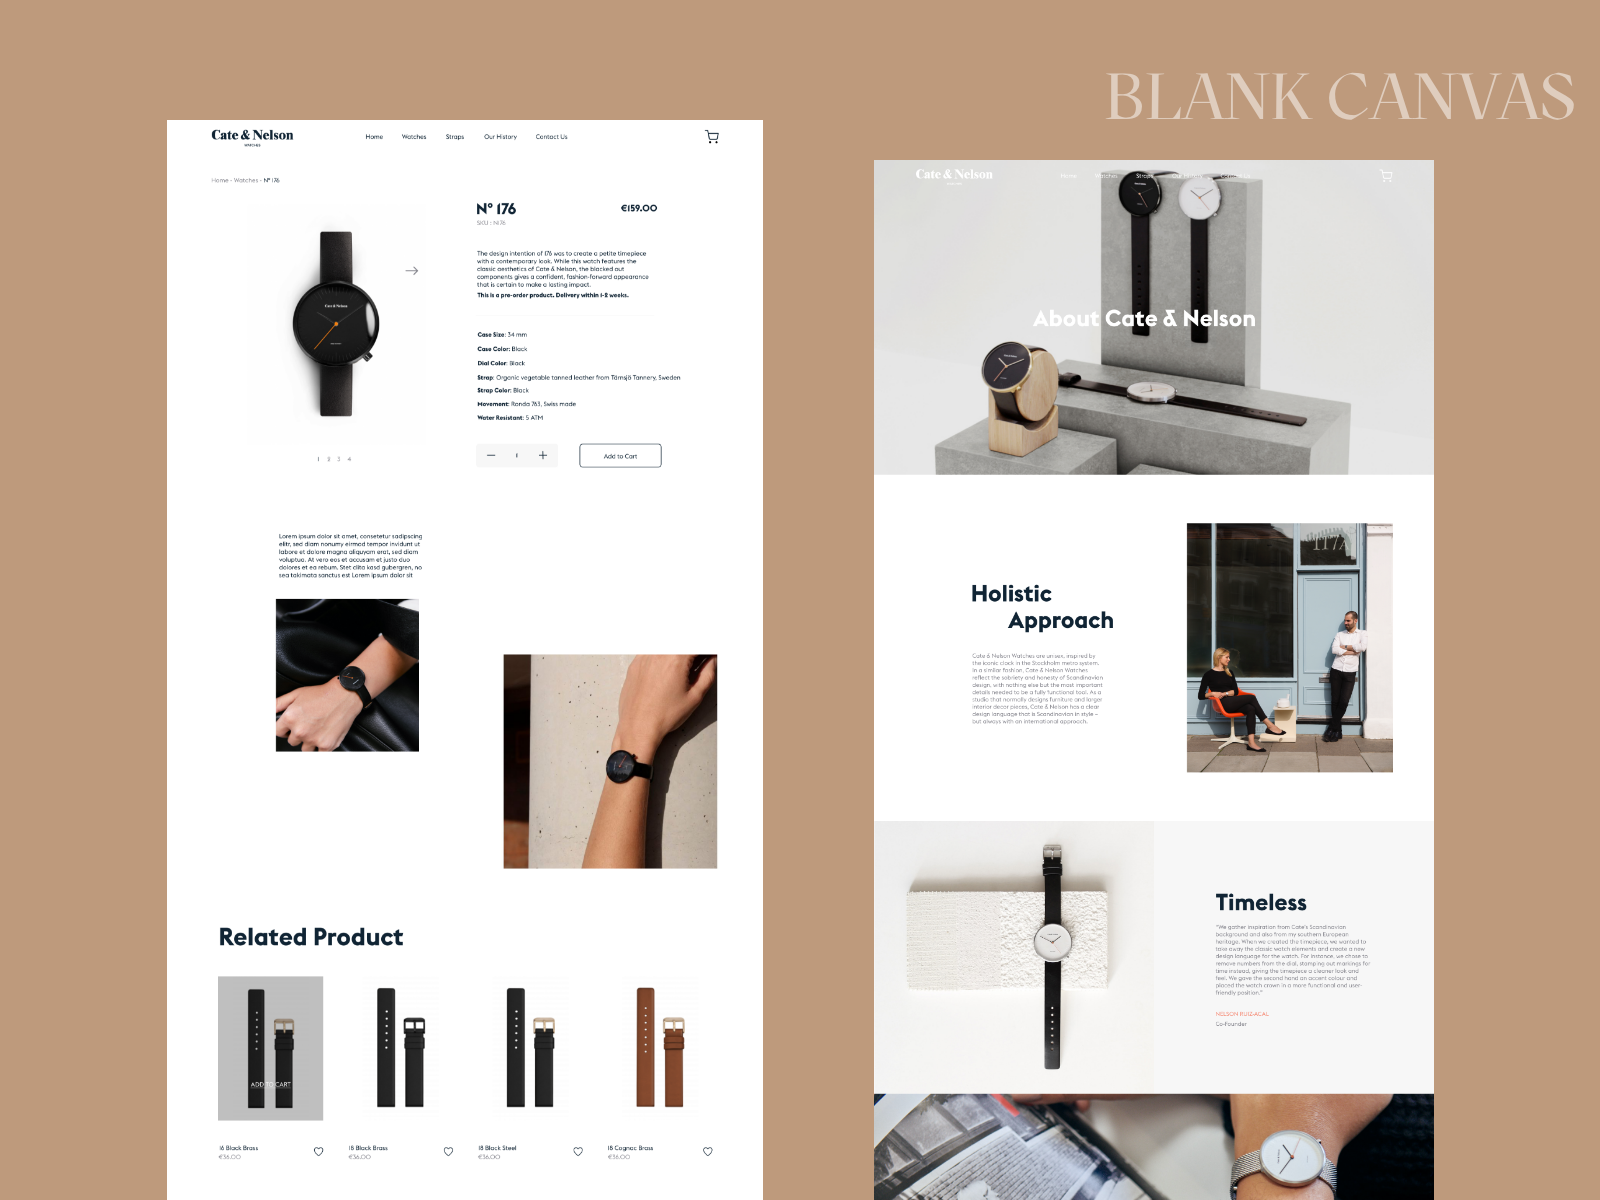 BLANK CANVAS
Cate & Nelson
WATCHES
Home Watches Straps Our History Contact Us
Home - Watches - Nº 176
Nº 176 €159.00
SKU : N176
The design intention of 176 was to create a petite timepiece
with a contemporary look. While this watch features the
classic aesthetics of Cate & Nelson, the blacked out
components gives a confident, fashion-forward appearance
that is certain to make a lasting impact.
This is a pre-order product. Delivery within 1-2 weeks.
Cate & Nelson
Case Size: 34 mm
Case Color: Black
Dial Color: Black
Strap: Organic vegetable tanned leather from Tärnsjö Tannery, Sweden
Strap Color: Black
Movement: Ronda 763, Swiss made
Water Resistant: 5 ATM
1 Add to Cart
1 2 3 4
Lorem ipsum dolor sit amet, consetetur sadipscing
elitr, sed diam nonumy eirmod tempor invidunt ut
labore et dolore magna aliquyam erat, sed diam
voluptua. At vero eos et accusam et justo duo
dolores et ea rebum. Stet clita kasd gubergren, no
sea takimata sanctus est Lorem ipsum dolor sit
Related Product
ADD TO CART
16 Black Brass
€36.00
18 Black Brass
€36.00
18 Black Steel
€36.00
18 Cognac Brass
€36.00
Cate & Nelson
Home Watches Straps
About Cate & Nelson
Holistic
Approach
Cate & Nelson Watches are unisex, inspired by
the iconic clock in the Stockholm metro system.
In a similar fashion, Cate & Nelson Watches
reflect the sobriety and honesty of Scandinavian
design, with nothing else but the most important
details needed to be a fully functional tool. As a
studio that normally designs furniture and larger
interior decor pieces, Cate & Nelson has a clear
design language that is Scandinavian in style –
but always with an international approach.
117A
Timeless
"We gather inspiration from Cate's Scandinavian
background and also from my southern European
heritage. When we created the timepiece, we wanted to
take away the classic watch elements and create a new
design language for the watch. For instance, we chose to
remove numbers from the dial, stamping out markings for
time instead, giving the timepiece a cleaner look and
feel. We gave the second hand an accent colour and
placed the watch crown in a more functional and user-
friendly position."
NELSON RUIZ-ACAL
Co-Founder